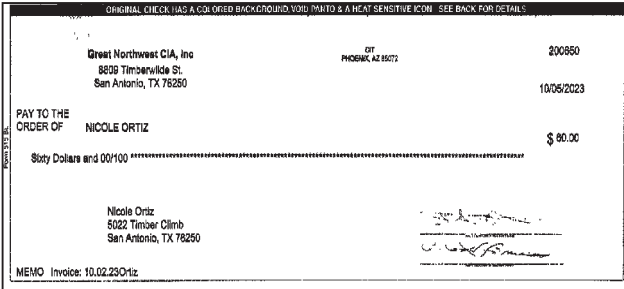 ORIGINAL CHECK HAS A COLORED BACKGROUND, VOID PANTO & A HEAT SENSITIVE ICON SEE BACK FOR DETAILS
Great Northwest CIA, Inc
8809 Timberwilde St.
San Antonio, TX 78250
CIT
PHOENIX, AZ 85072
200650
10/05/2023
PAY TO THE
ORDER OF NICOLE ORTIZ
$ 60.00
Sixty Dollars and 00/100 ****************************************************************************************************
Nicole Ortiz
5022 Timber Climb
San Antonio, TX 78250
MEMO Invoice: 10.02.23Ortiz